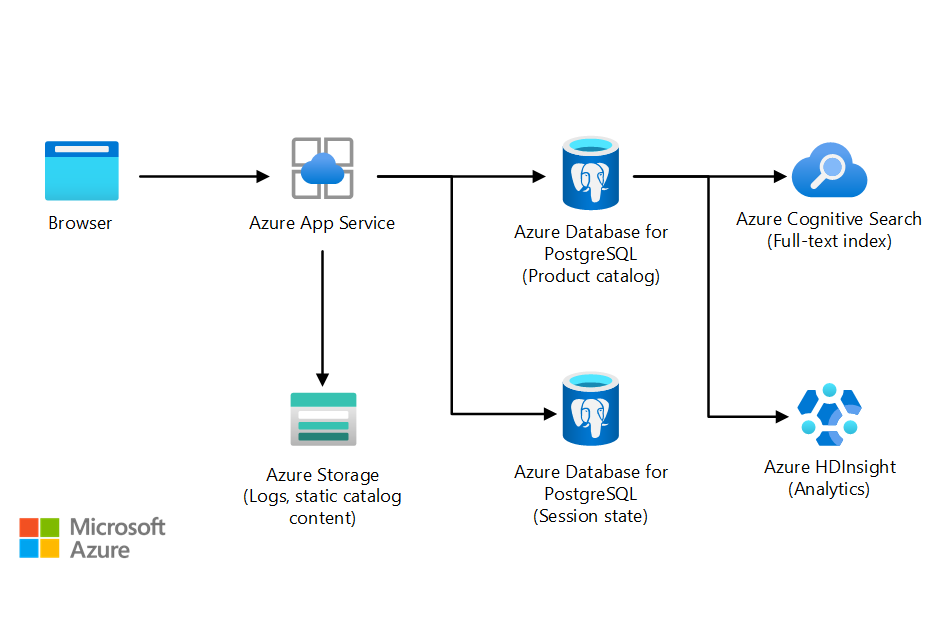 Browser
Azure App Service
Azure Database for
PostgreSQL
(Product catalog)
Azure Cognitive Search
(Full-text index)
Azure Storage
(Logs, static catalog
content)
Azure Database for
PostgreSQL
(Session state)
Azure HDInsight
(Analytics)
Microsoft
Azure